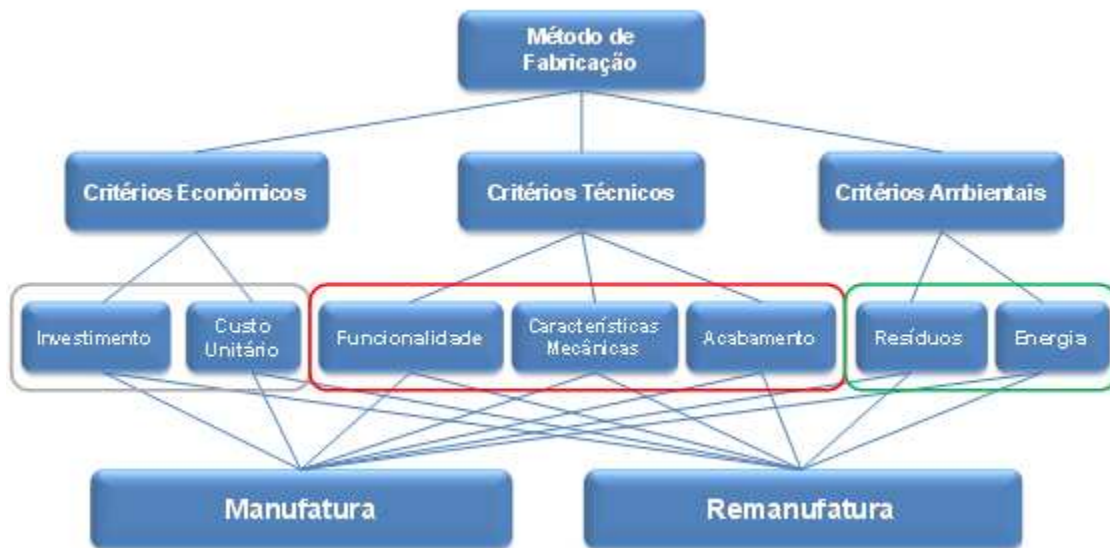 Método de
Fabricação
Critérios Econômicos
Critérios Técnicos
Critérios Ambientais
Investimento
Custo
Unitário
Funcionalidade
Características
Mecânicas
Acabamento
Resíduos
Energia
Manufatura
Remanufatura